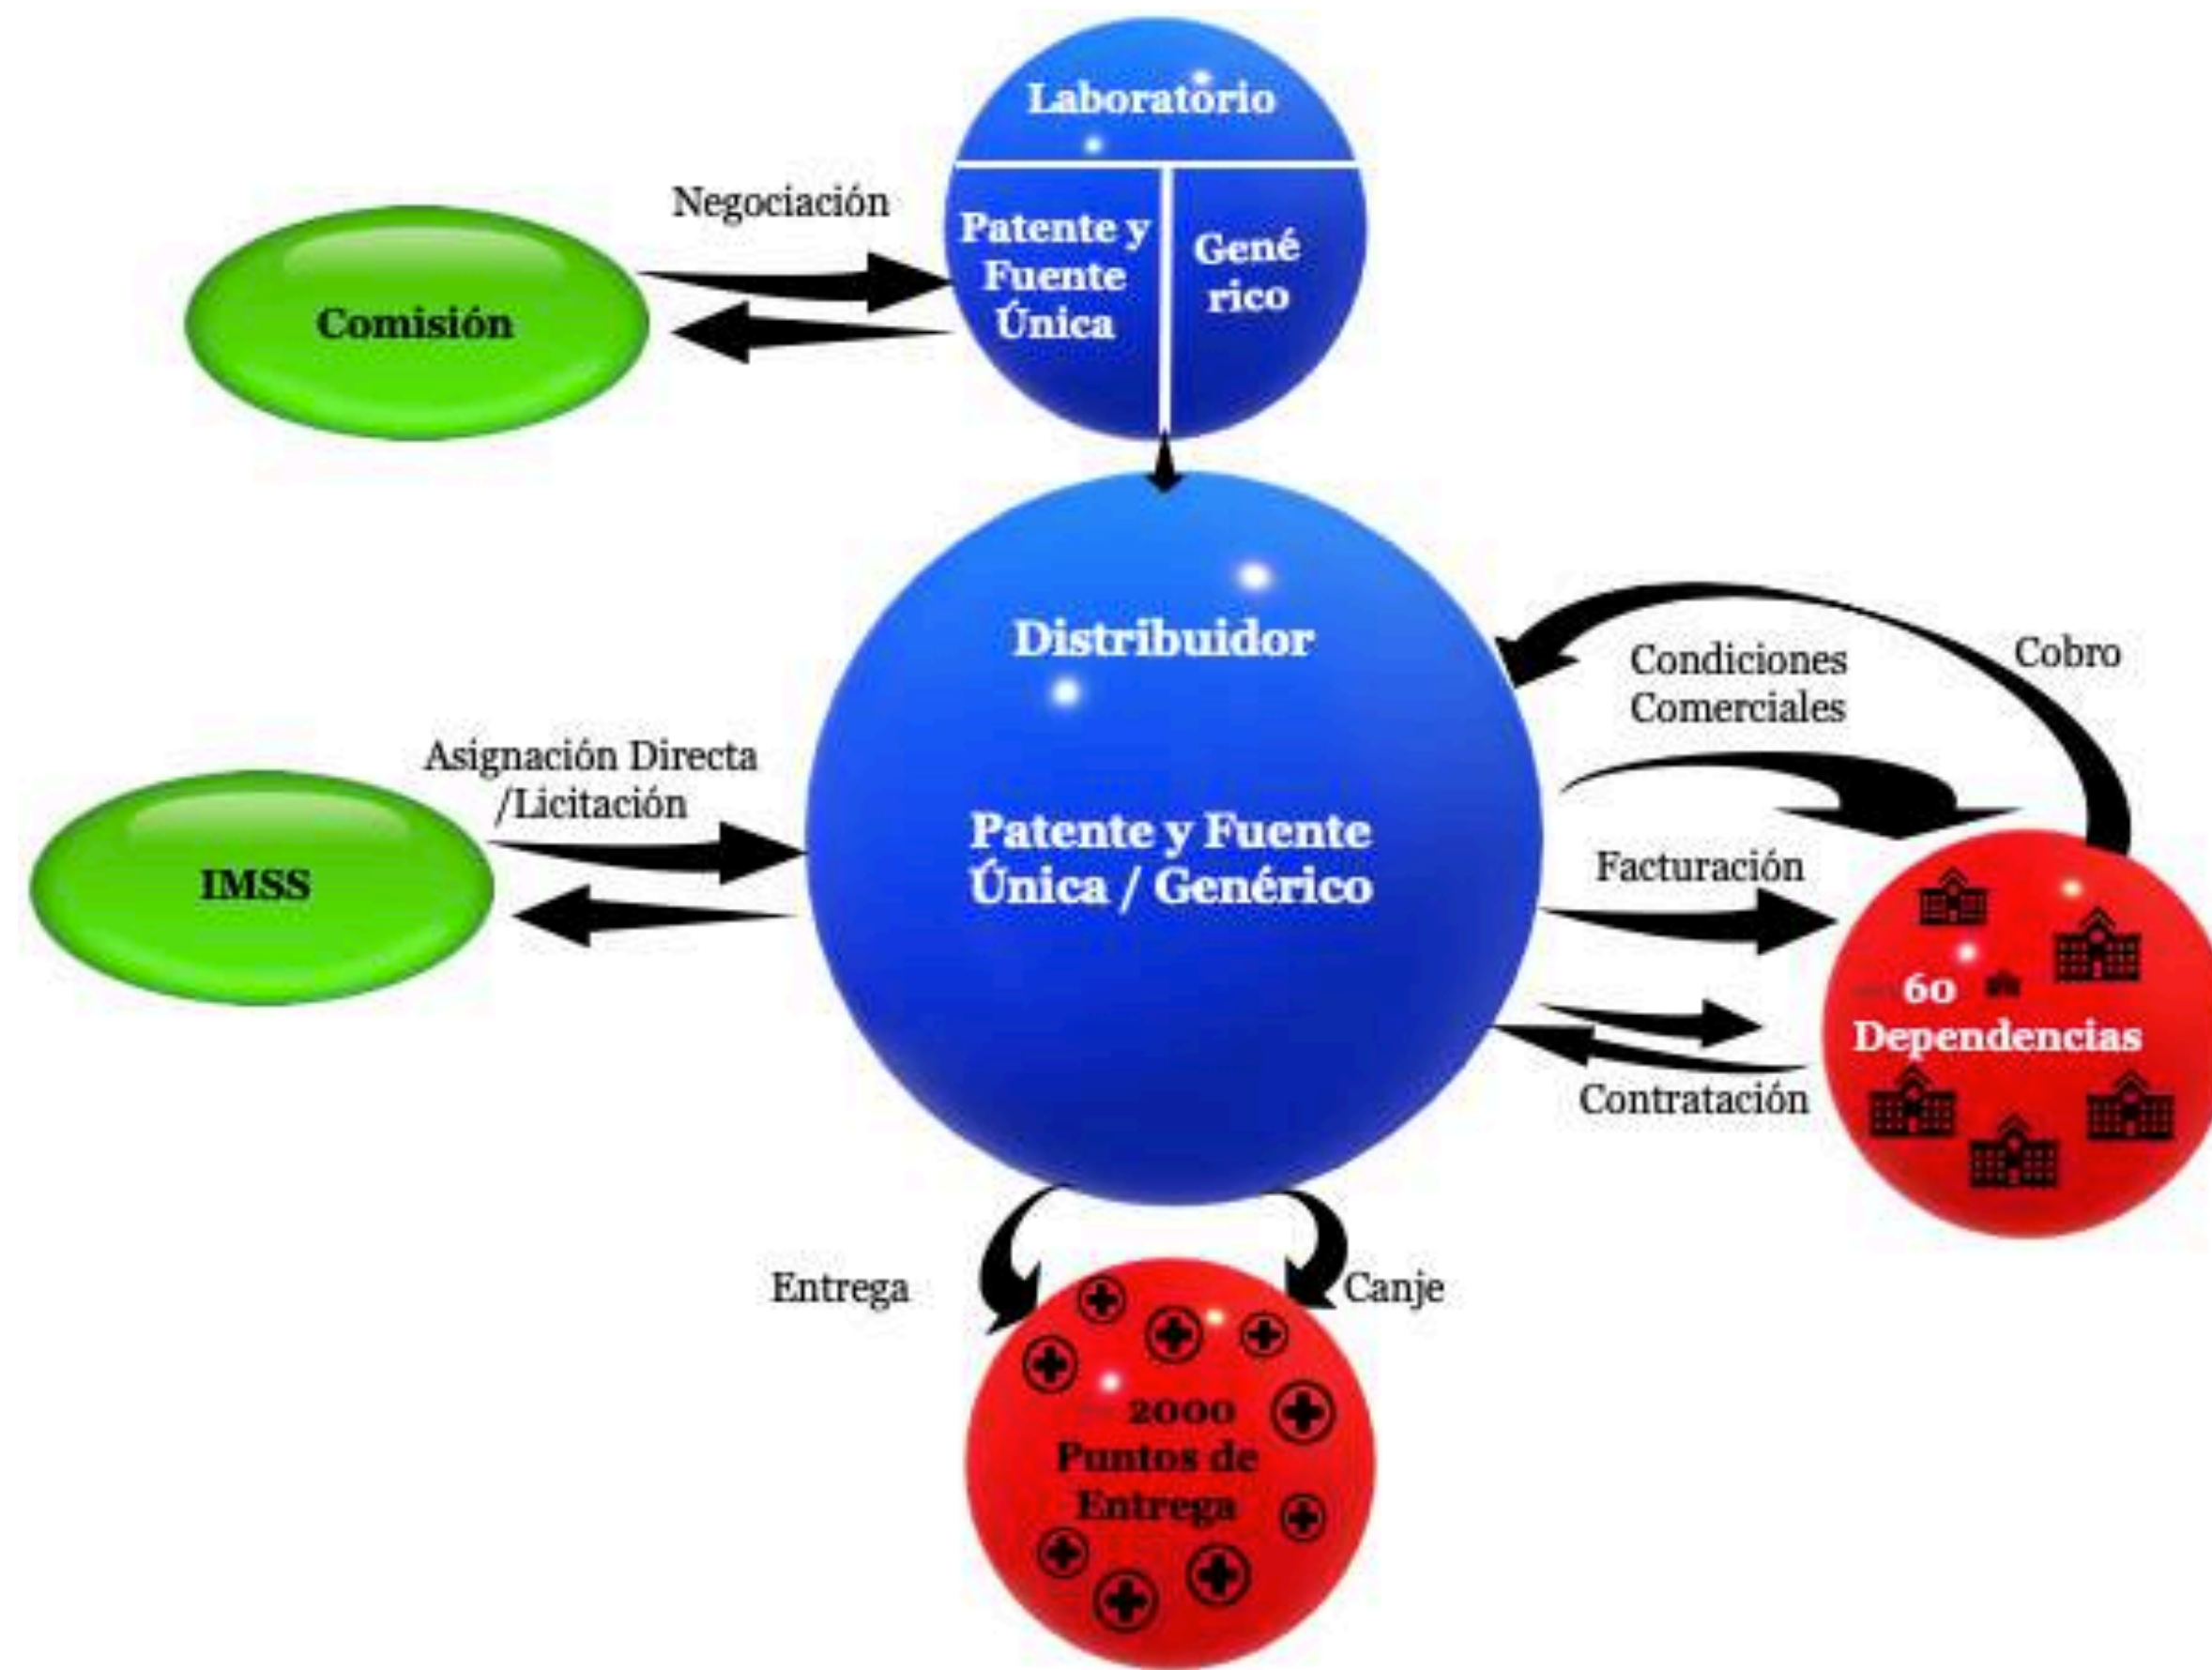 Laboratorio
Negociación
Patente y
Fuente
Única
Gené
rico
Comisión
Distribuidor
Condiciones
Comerciales
Cobro
Asignación Directa
/Licitación
Patente y Fuente
Única / Genérico
IMSS
Facturación
60
Dependencias
Contratación
Entrega
Canje
2000
Puntos de
Entrega